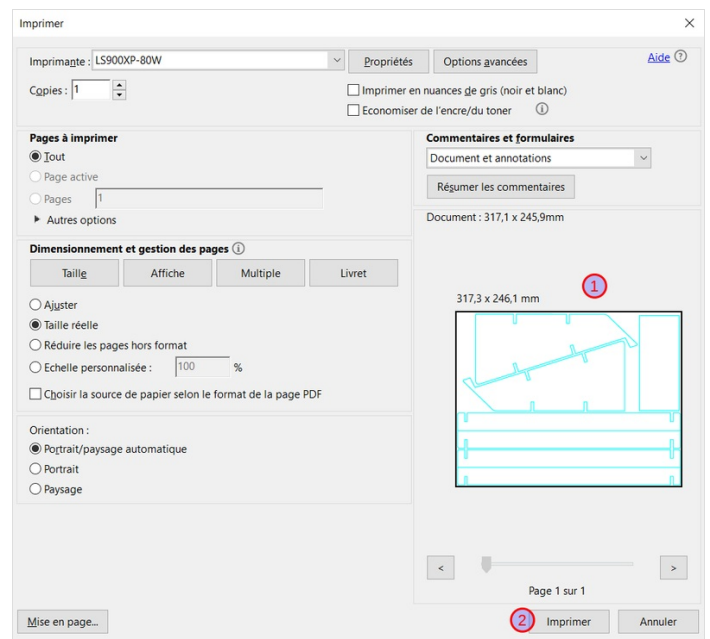 Imprimer
Imprimante : LS900XP-80W Propriétés Options avancées Aide
Copies : 1 Imprimer en nuances de gris (noir et blanc)
Economiser de l'encre/du toner
Pages à imprimer
Tout
Page active
Pages 1
Autres options
Commentaires et formulaires
Document et annotations
Résumer les commentaires
Dimensionnement et gestion des pages
Taille Affiche Multiple Livret
Ajuster
Taille réelle
Réduire les pages hors format
Echelle personnalisée : 100 %
Choisir la source de papier selon le format de la page PDF
Orientation :
Portrait/paysage automatique
Portrait
Paysage
Document : 317,1 x 245,9mm
1
317,3 x 246,1 mm
< >
Page 1 sur 1
Mise en page... 2 Imprimer Annuler